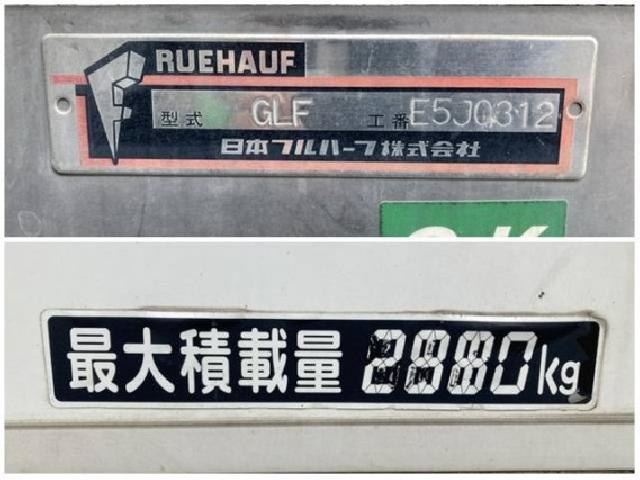 FRUEHAUF
型式 GLF 工番 E5J0312
日本フルハーフ株式会社
最大積載量 2880kg